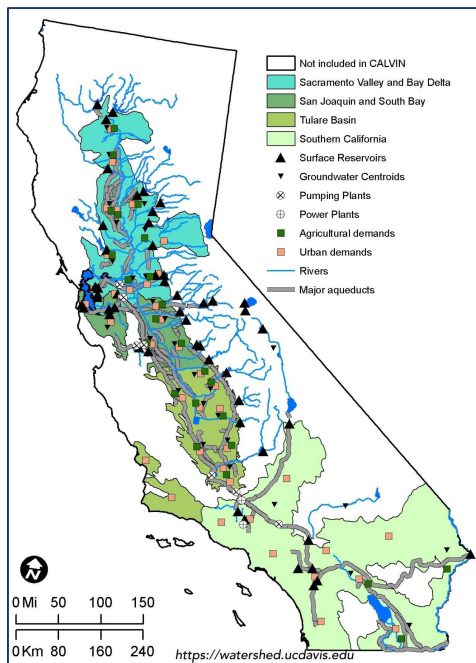 Not included in CALVIN
Sacramento Valley and Bay Delta
San Joaquin and South Bay
Tulare Basin
Southern California
Surface Reservoirs
Groundwater Centroids
Pumping Plants
Power Plants
Agricultural demands
Urban demands
Rivers
Major aqueducts
N
0 Mi 50 100 150
0 Km 80 160 240
https://watershed.ucdavis.edu